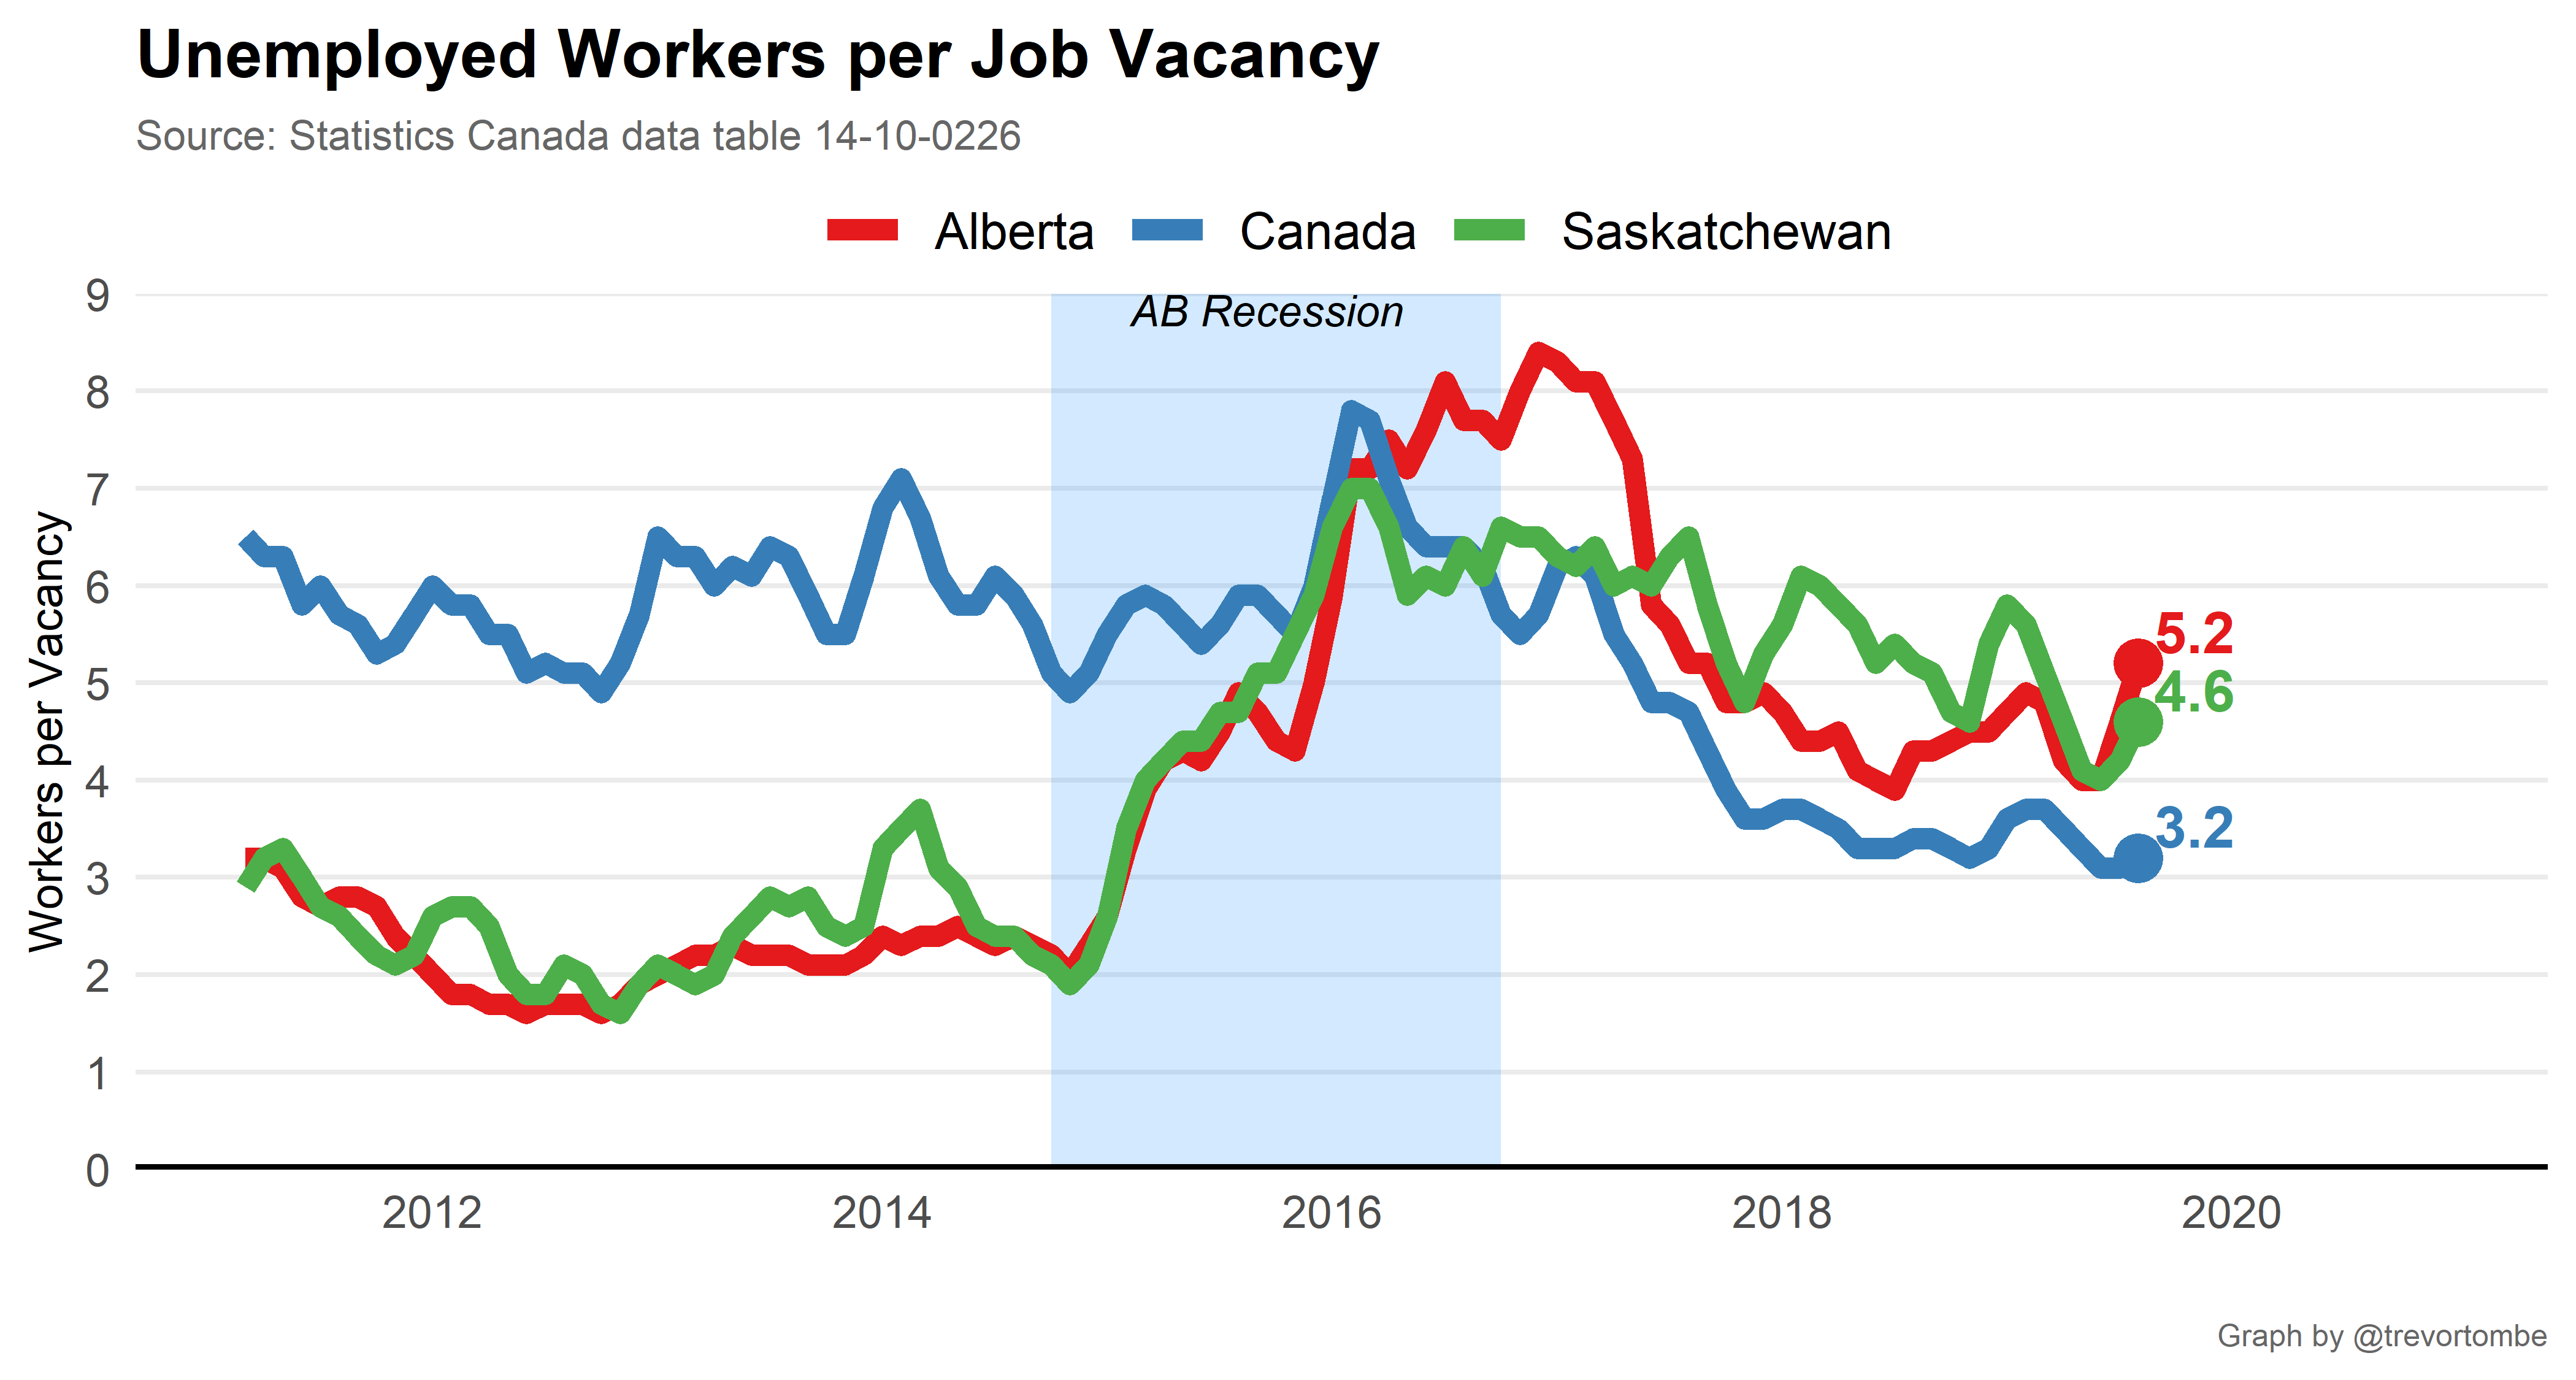 Unemployed Workers per Job Vacancy
Source: Statistics Canada data table 14-10-0226
Alberta Canada Saskatchewan
AB Recession
Workers per Vacancy
9
8
7
6
5
4
3
2
1
0
5.2
4.6
3.2
2012 2014 2016 2018 2020
Graph by @trevortombe